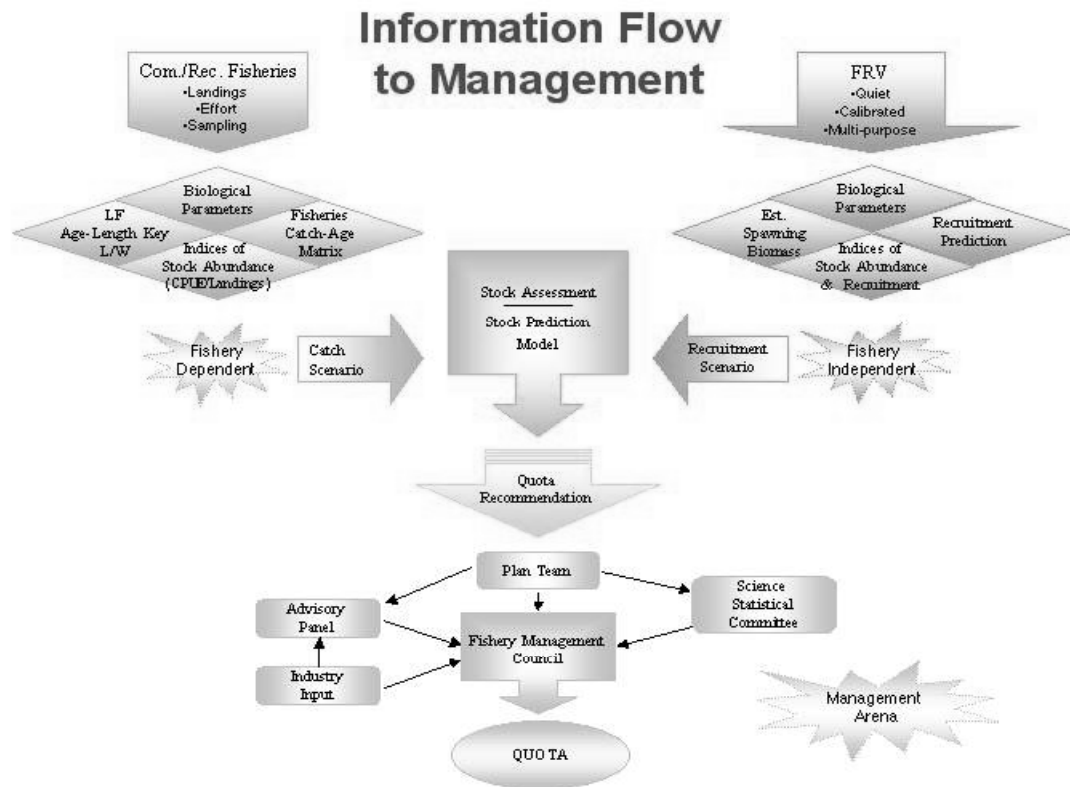 Information Flow
to Management
Com./Rec. Fisheries
•Landings
•Effort
•Sampling
FRV
•Quiet
•Calibrated
•Multi-purpose
Biological
Parameters
LF
Age-Length Key
L/W
Fisheries
Catch-Age
Matrix
Indices of
Stock Abundance
(CPUE/Landings)
Biological
Parameters
Est.
Spawning
Biomass
Recruitment
Prediction
Indices of
Stock Abundance
& Recruitment
Stock Assessment
Stock Prediction
Model
Fishery
Dependent
Catch
Scenario
Recruitment
Scenario
Fishery
Independent
Quota
Recommendation
Plan Team
Advisory
Panel
Science
Statistical
Committee
Fishery Management
Council
Industry
Input
Management
Arena
QUOTA